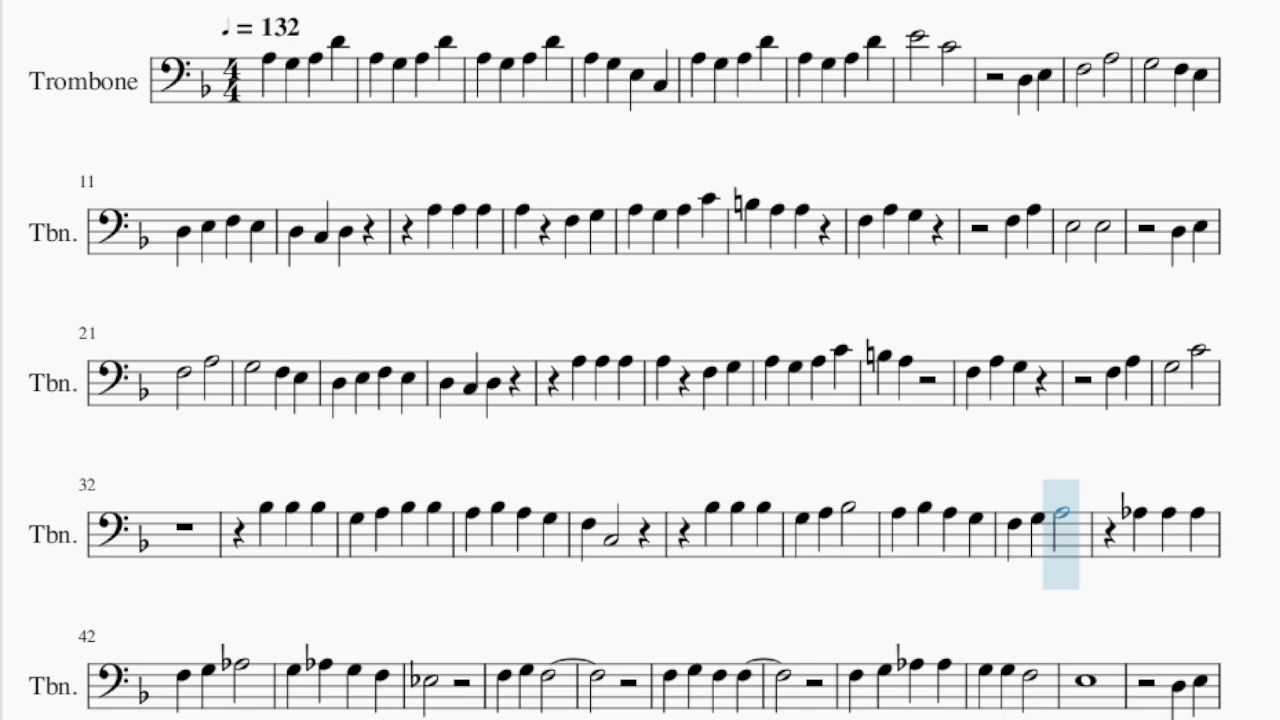 ♩ = 132
Trombone
4
4
11
Tbn.
21
Tbn.
32
Tbn.
42
Tbn.